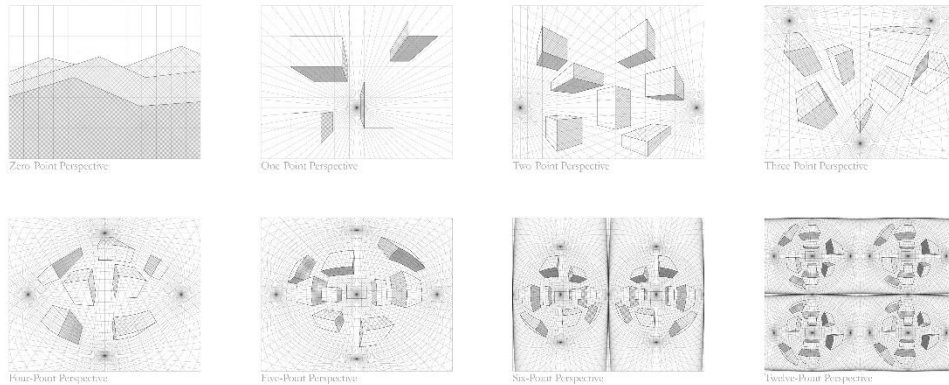 Zero Point Perspective
One Point Perspective
Two Point Perspective
Three Point Perspective
Four-Point Perspective
Five-Point Perspective
Six-Point Perspective
Twelve-Point Perspective